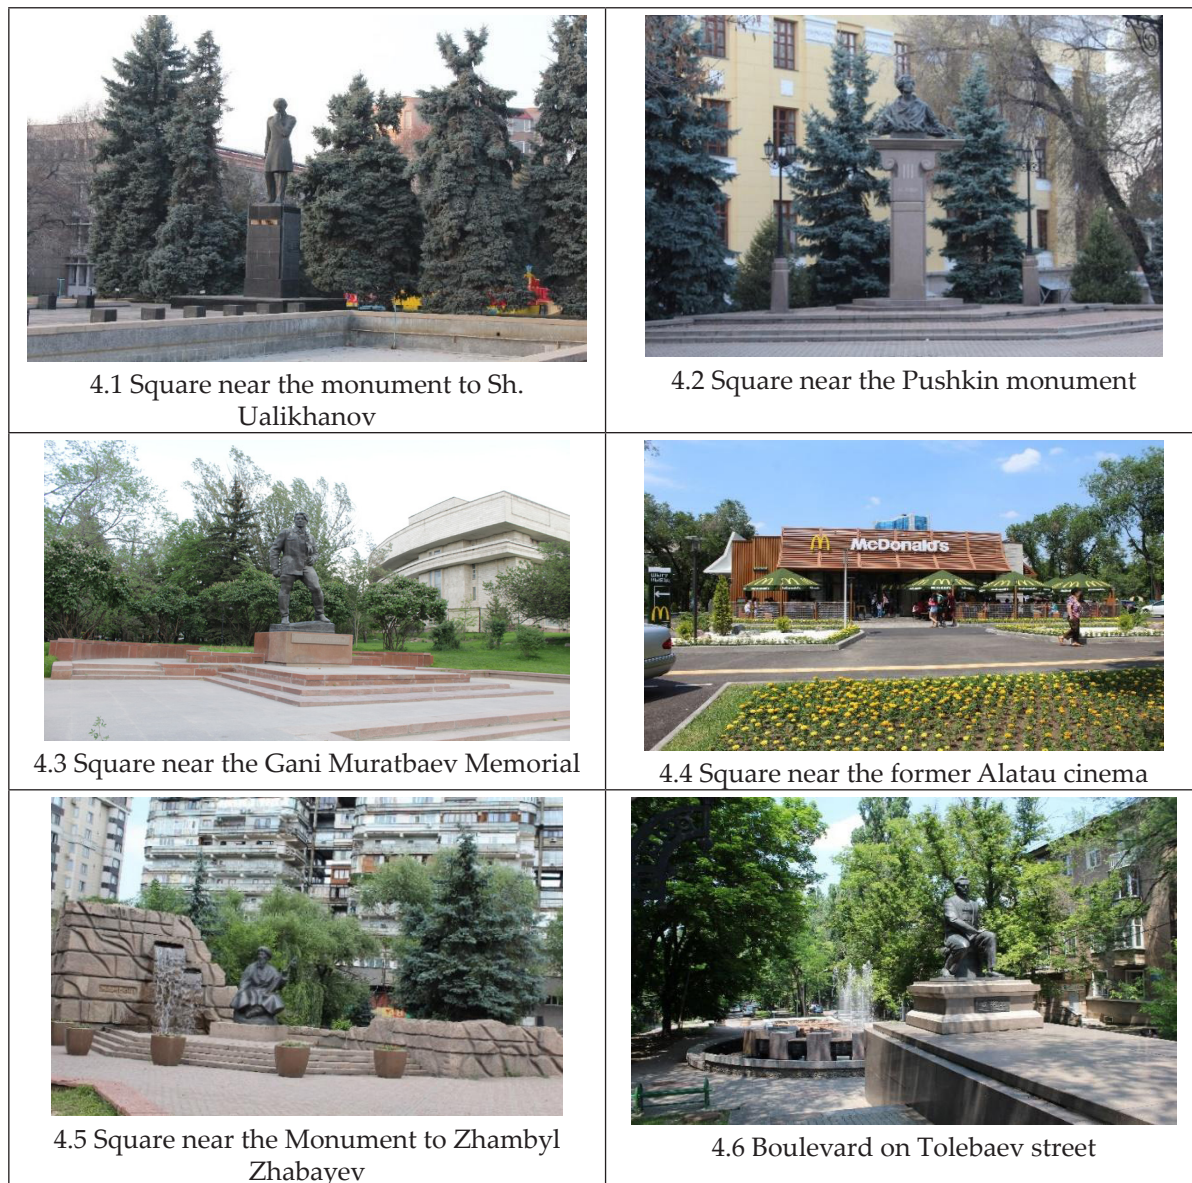 4.1 Square near the monument to Sh.
Ualikhanov
4.2 Square near the Pushkin monument
4.3 Square near the Gani Muratbaev Memorial
McDonald's
4.4 Square near the former Alatau cinema
4.5 Square near the Monument to Zhambyl
Zhabayev
4.6 Boulevard on Tolebaev street